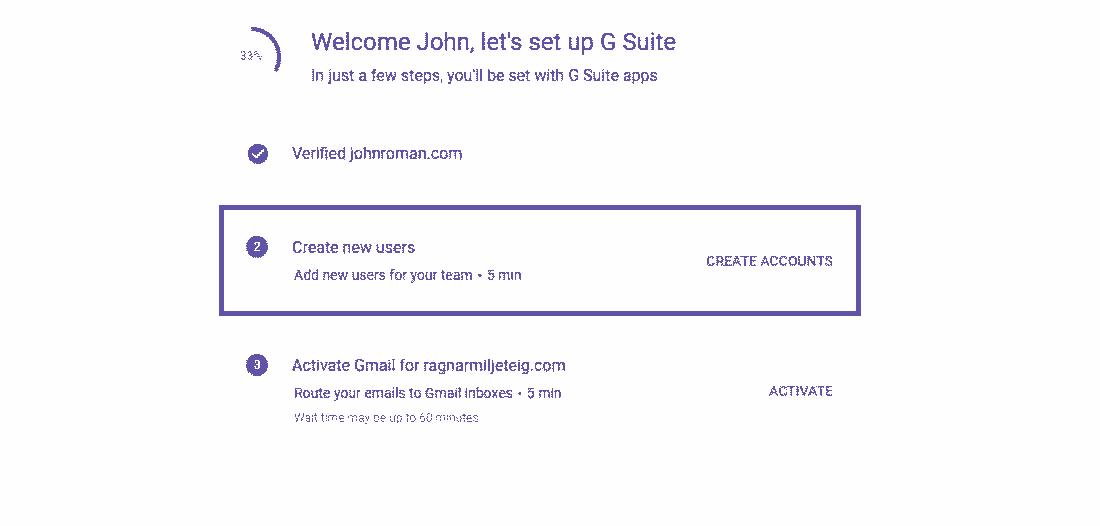 33%
Welcome John, let's set up G Suite
In just a few steps, you'll be set with G Suite apps
Verified johnroman.com
2 Create new users
Add new users for your team • 5 min
CREATE ACCOUNTS
3 Activate Gmail for ragnarmiljeteig.com
Route your emails to Gmail inboxes • 5 min
ACTIVATE
Wait time may be up to 60 minutes